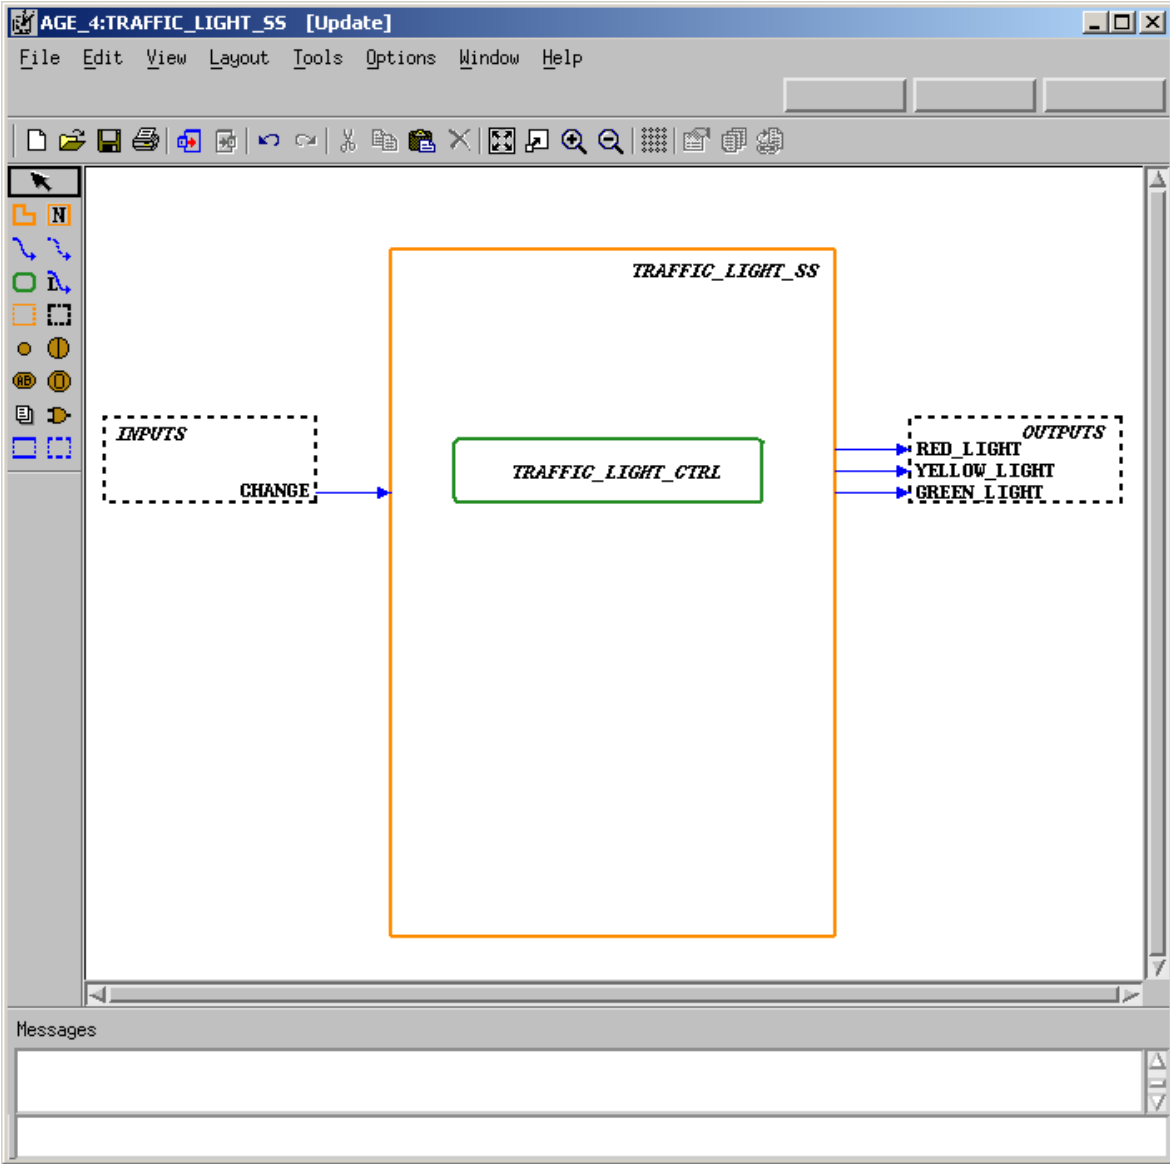 AGE_4:TRAFFIC_LIGHT_SS [Update]
File Edit View Layout Tools Options Window Help
N
AB
TRAFFIC_LIGHT_SS
INPUTS
CHANGE
TRAFFIC_LIGHT_CTRL
OUTPUTS
RED_LIGHT
YELLOW_LIGHT
GREEN_LIGHT
Messages